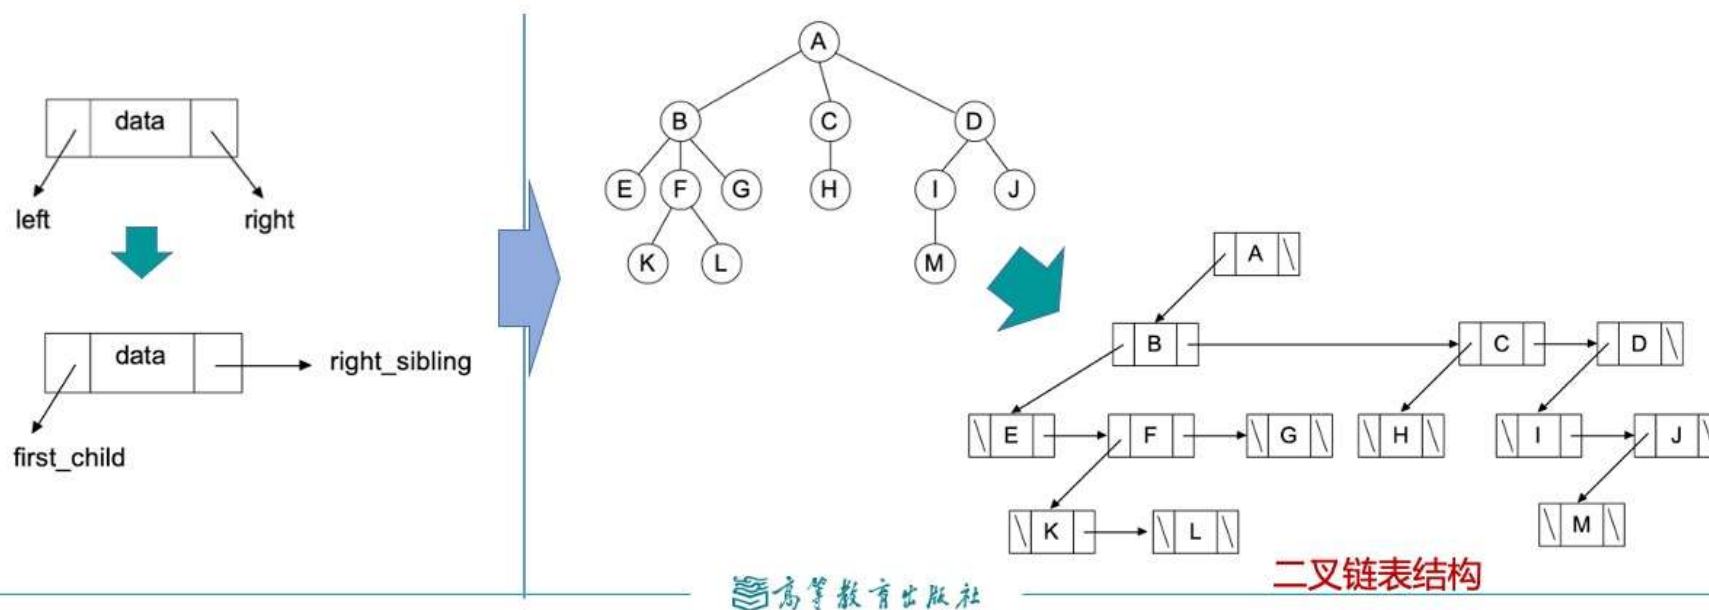 data
left
right
data
right_sibling
first_child
A
B
C
D
E
F
G
H
I
J
K
L
M
A
B
C
D
E
F
G
H
I
J
K
L
M
二叉链表结构
高等教育出版社